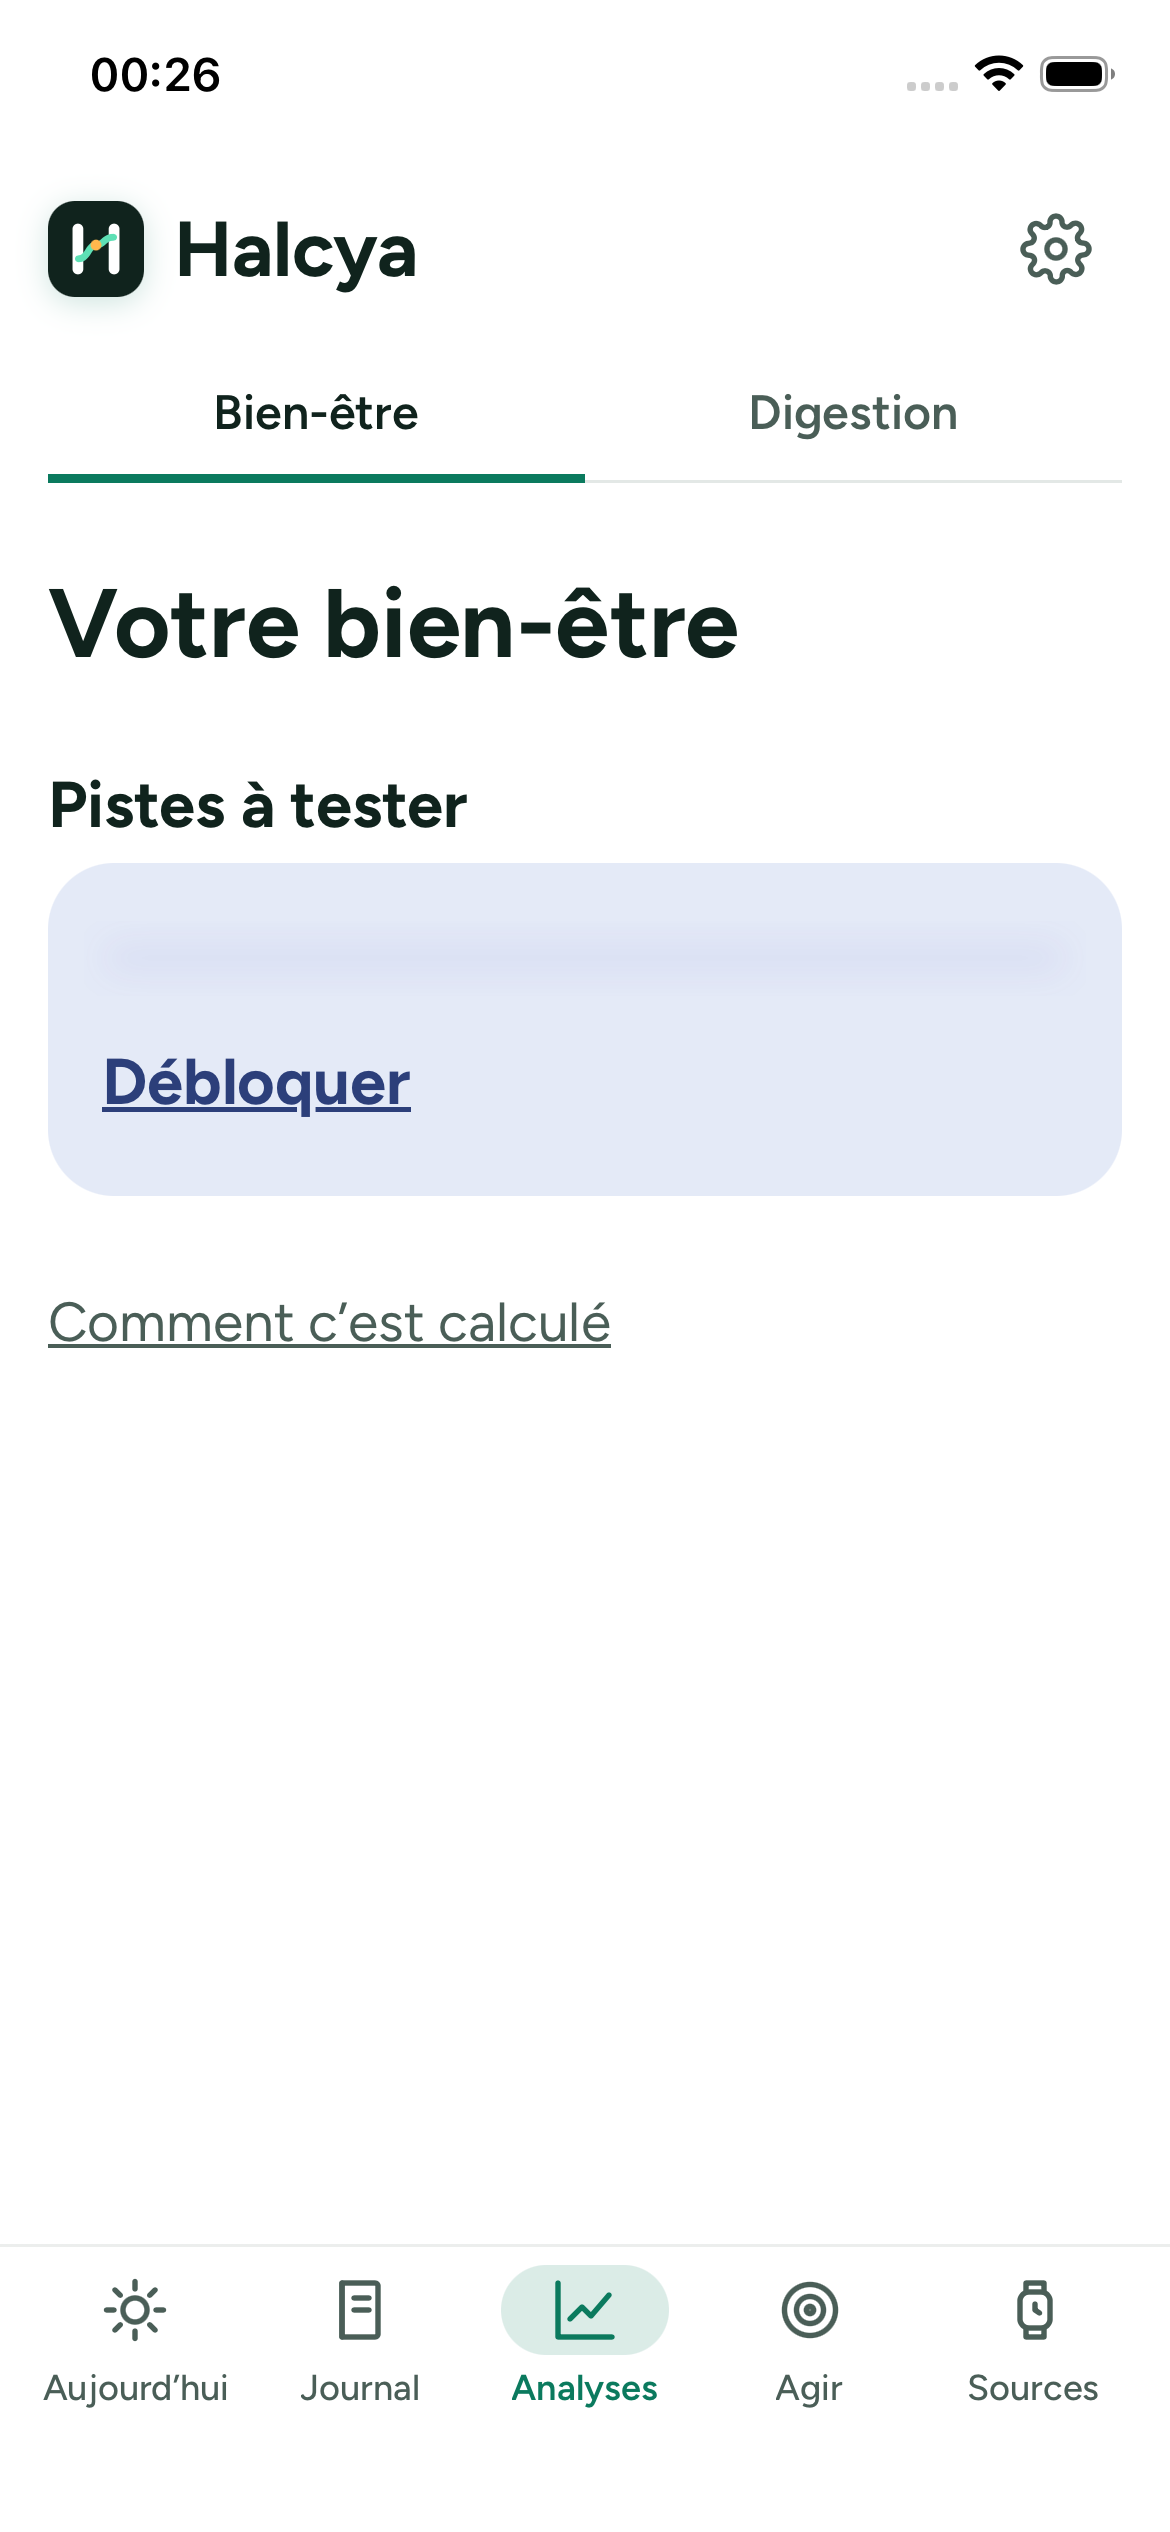 00:26
Halcya
Bien-être
Digestion
Votre bien-être
Pistes à tester
Débloquer
Comment c’est calculé
Aujourd’hui
Journal
Analyses
Agir
Sources